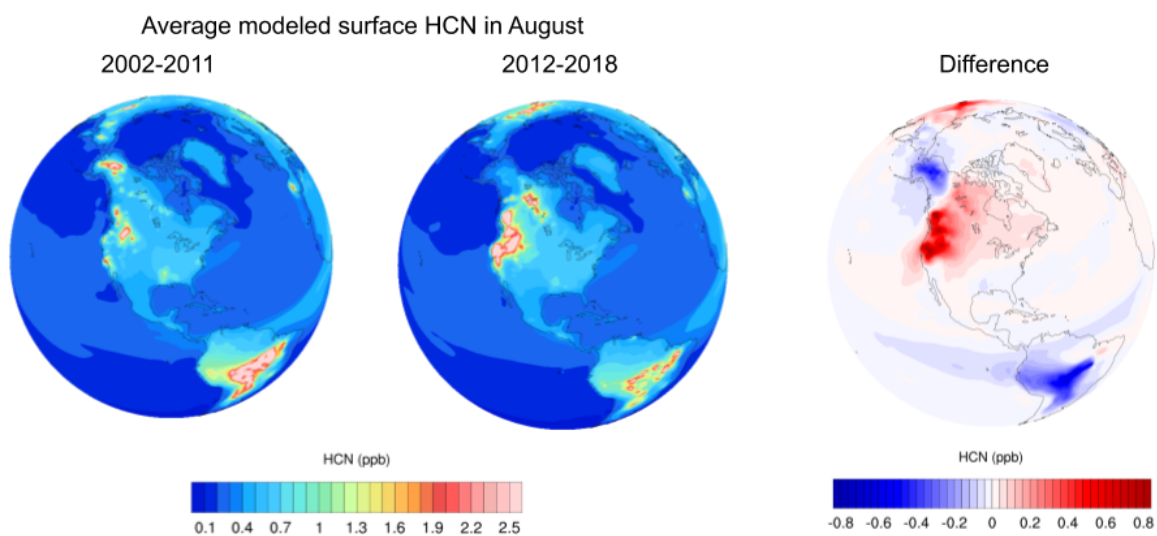 Average modeled surface HCN in August
2002-2011
2012-2018
Difference
HCN (ppb)
0.1 0.4 0.7 1 1.3 1.6 1.9 2.2 2.5
HCN (ppb)
-0.8 -0.6 -0.4 -0.2 0 0.2 0.4 0.6 0.8